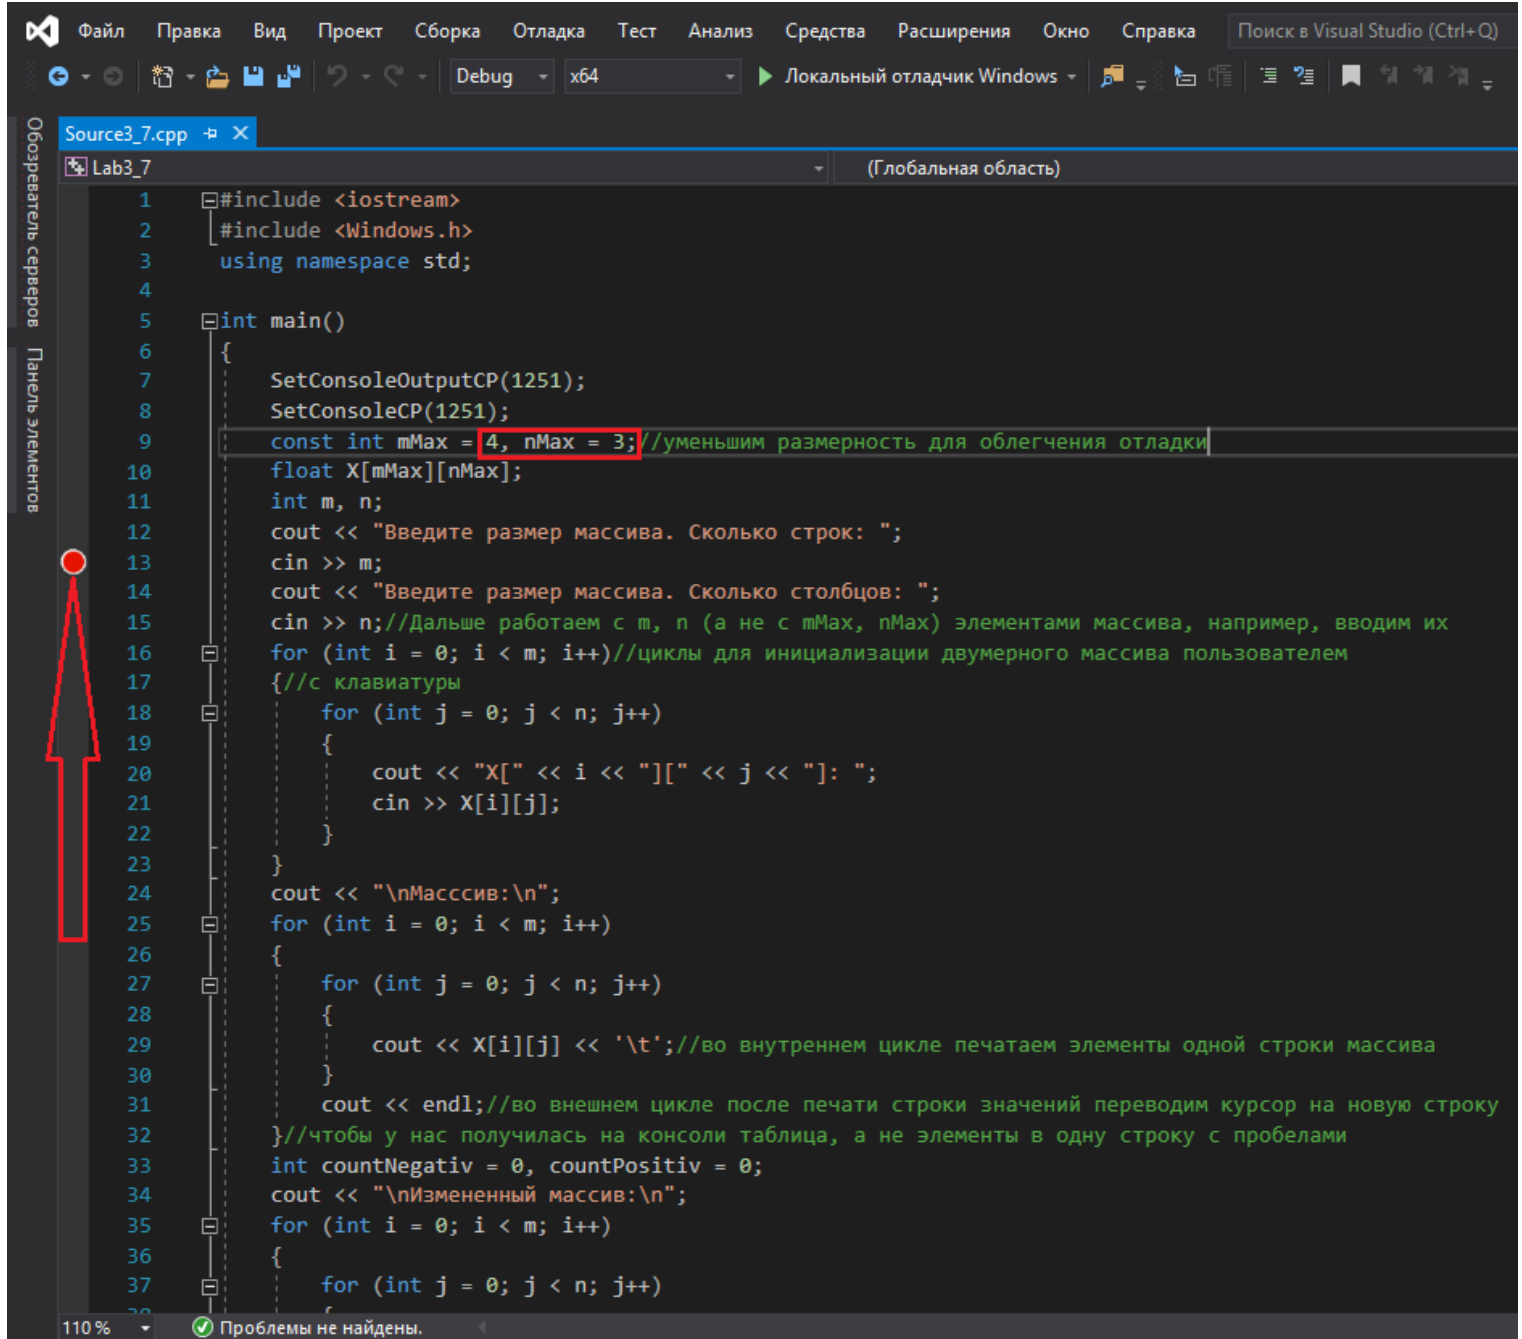 Файл Правка Вид Проект Сборка Отладка Тест Анализ Средства Расширения Окно Справка Поиск в Visual Studio (Ctrl+Q)
Debug x64 Локальный отладчик Windows
Обозреватель серверов
Панель элементов
Source3_7.cpp
Lab3_7 (Глобальная область)
1 #include <iostream>
2 #include <Windows.h>
3 using namespace std;
4
5 int main()
6 {
7 SetConsoleOutputCP(1251);
8 SetConsoleCP(1251);
9 const int mMax = 4, nMax = 3;//уменьшим размерность для облегчения отладки
10 float X[mMax][nMax];
11 int m, n;
12 cout << "Введите размер массива. Сколько строк: ";
13 cin >> m;
14 cout << "Введите размер массива. Сколько столбцов: ";
15 cin >> n;//Дальше работаем с m, n (а не с mMax, nMax) элементами массива, например, вводим их
16 for (int i = 0; i < m; i++)//циклы для инициализации двумерного массива пользователем
17 {//с клавиатуры
18 for (int j = 0; j < n; j++)
19 {
20 cout << "X[" << i << "][" << j << "]: ";
21 cin >> X[i][j];
22 }
23 }
24 cout << "\nМасссив:\n";
25 for (int i = 0; i < m; i++)
26 {
27 for (int j = 0; j < n; j++)
28 {
29 cout << X[i][j] << '\t';//во внутреннем цикле печатаем элементы одной строки массива
30 }
31 cout << endl;//во внешнем цикле после печати строки значений переводим курсор на новую строку
32 }//чтобы у нас получилась на консоли таблица, а не элементы в одну строку с пробелами
33 int countNegativ = 0, countPositiv = 0;
34 cout << "\nИзмененный массив:\n";
35 for (int i = 0; i < m; i++)
36 {
37 for (int j = 0; j < n; j++)
38 {
110 % Проблемы не найдены.